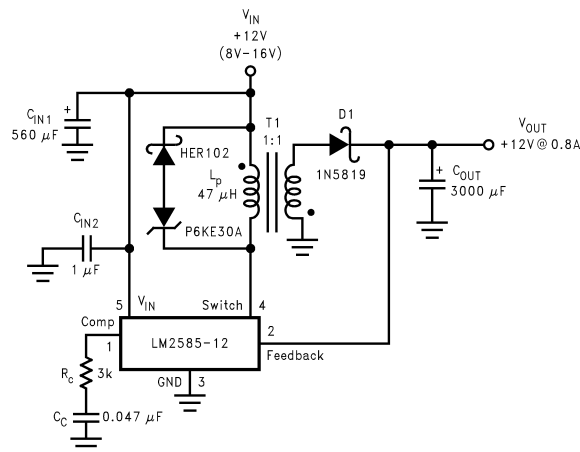 V_IN
+12V
(8V-16V)
C_IN1
+
560 μF
T1
1:1
D1
V_OUT
+12V @ 0.8A
HER102
1N5819
L_P
47 μH
+
C_OUT
3000 μF
P6KE30A
C_IN2
1 μF
5
V_IN
Switch
4
Comp
1
LM2585-12
2
Feedback
R_C
3k
GND
3
C_C
0.047 μF